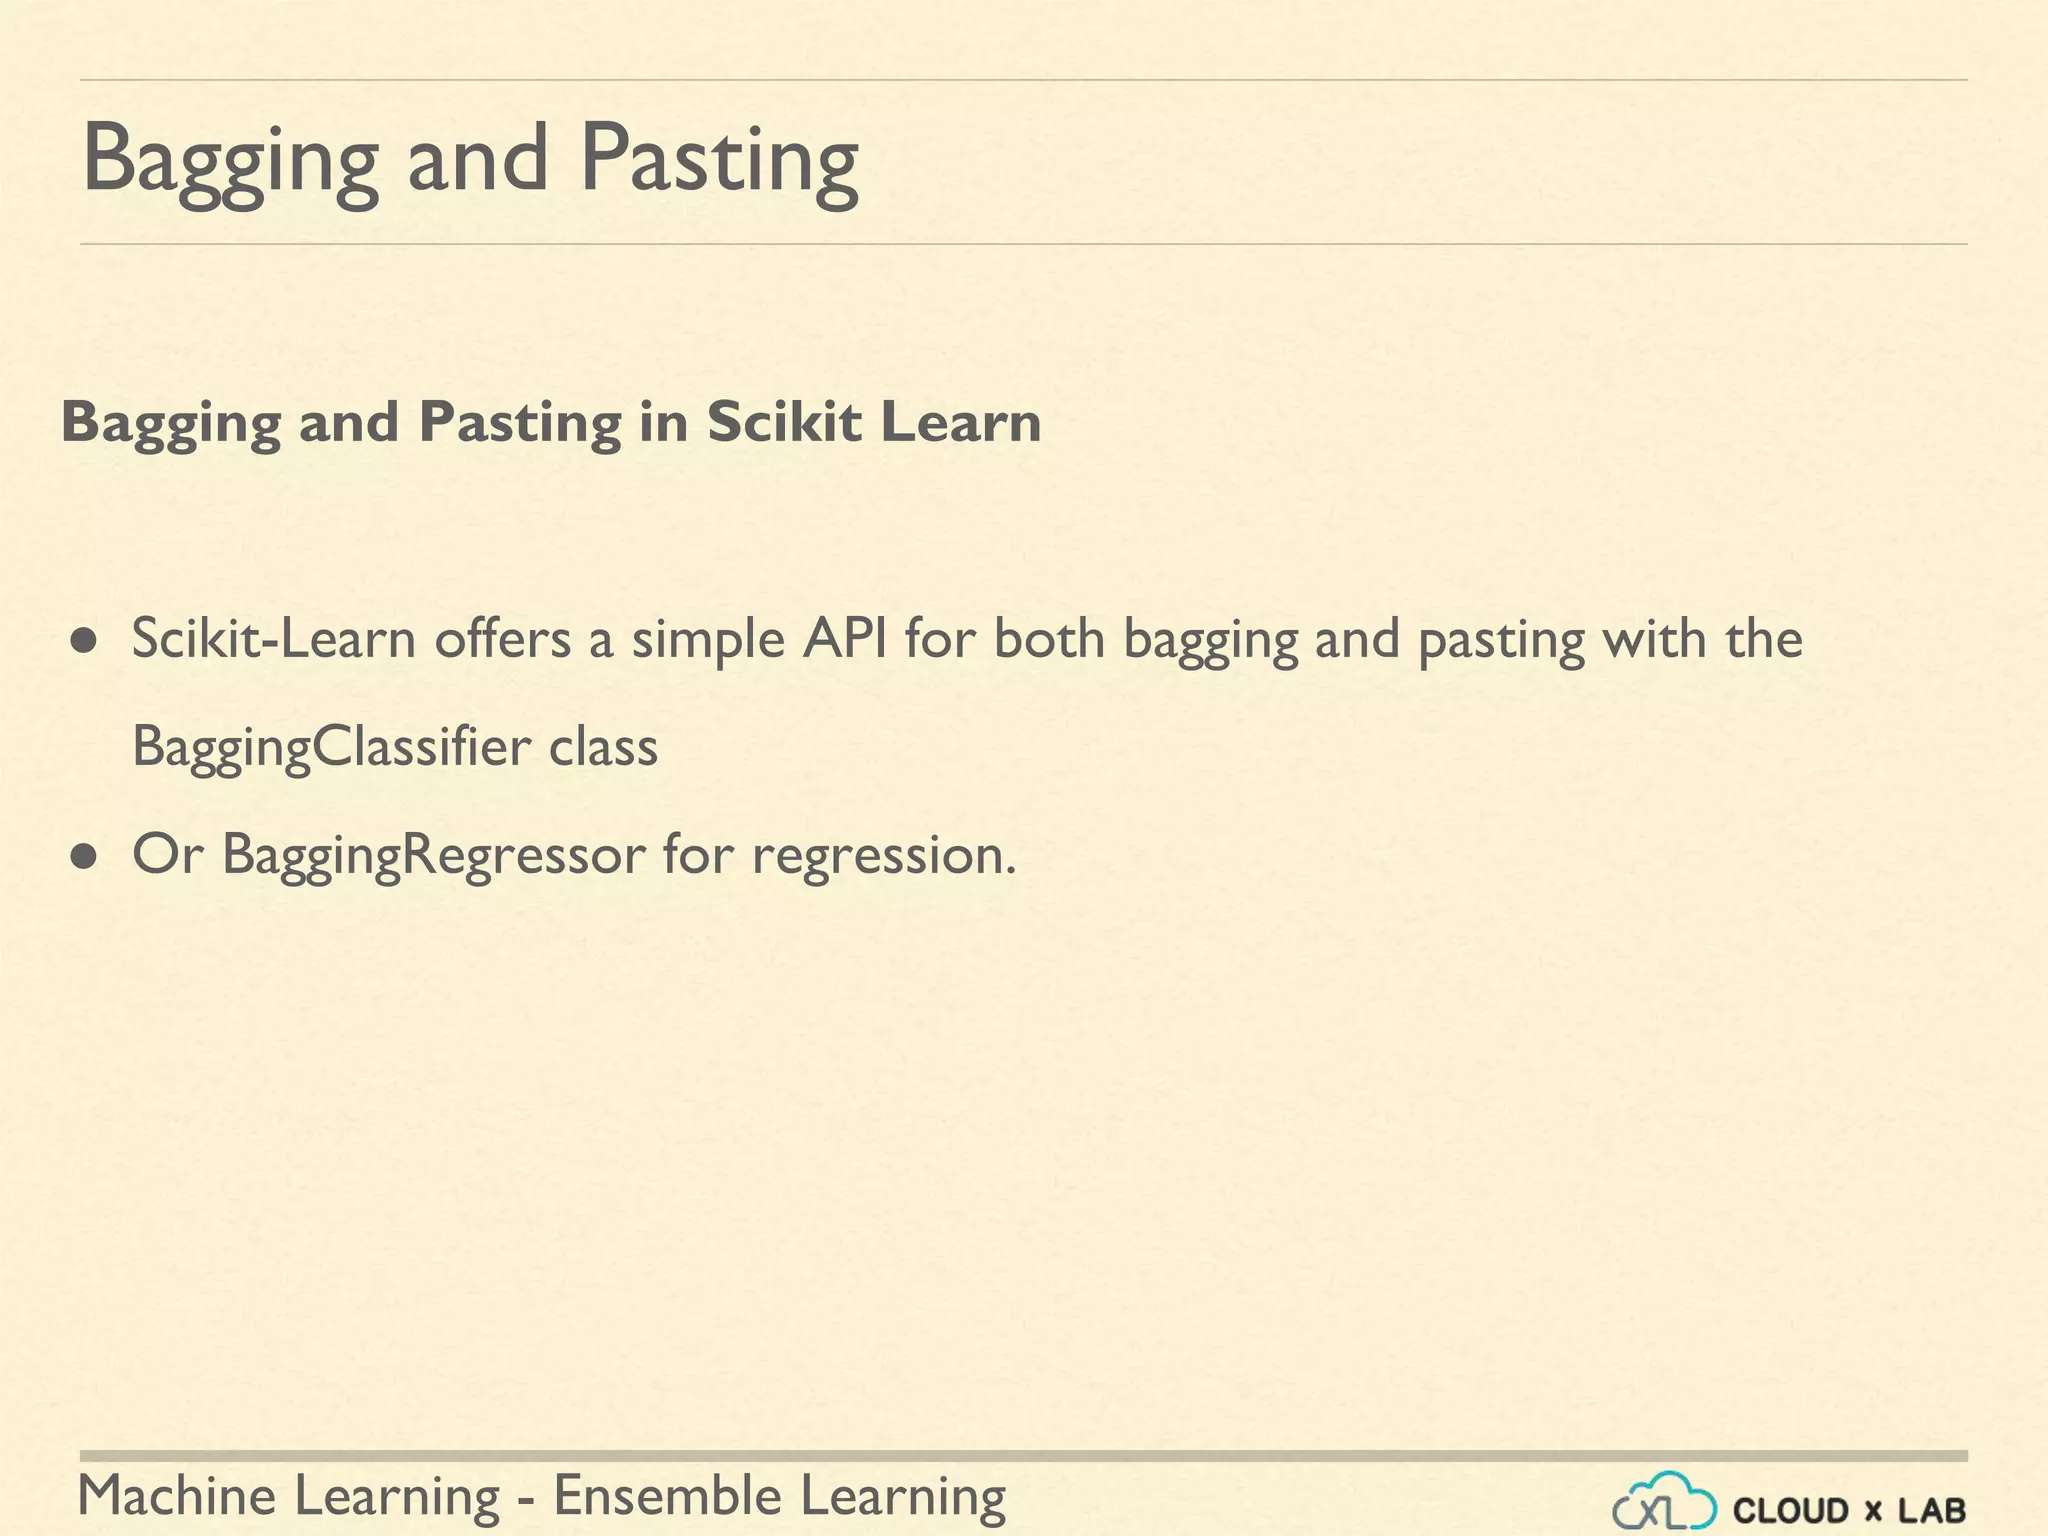 Bagging and Pasting
Bagging and Pasting in Scikit Learn
● Scikit-Learn offers a simple API for both bagging and pasting with the
BaggingClassifier class
● Or BaggingRegressor for regression.
Machine Learning - Ensemble Learning
CXL CLOUD x LAB